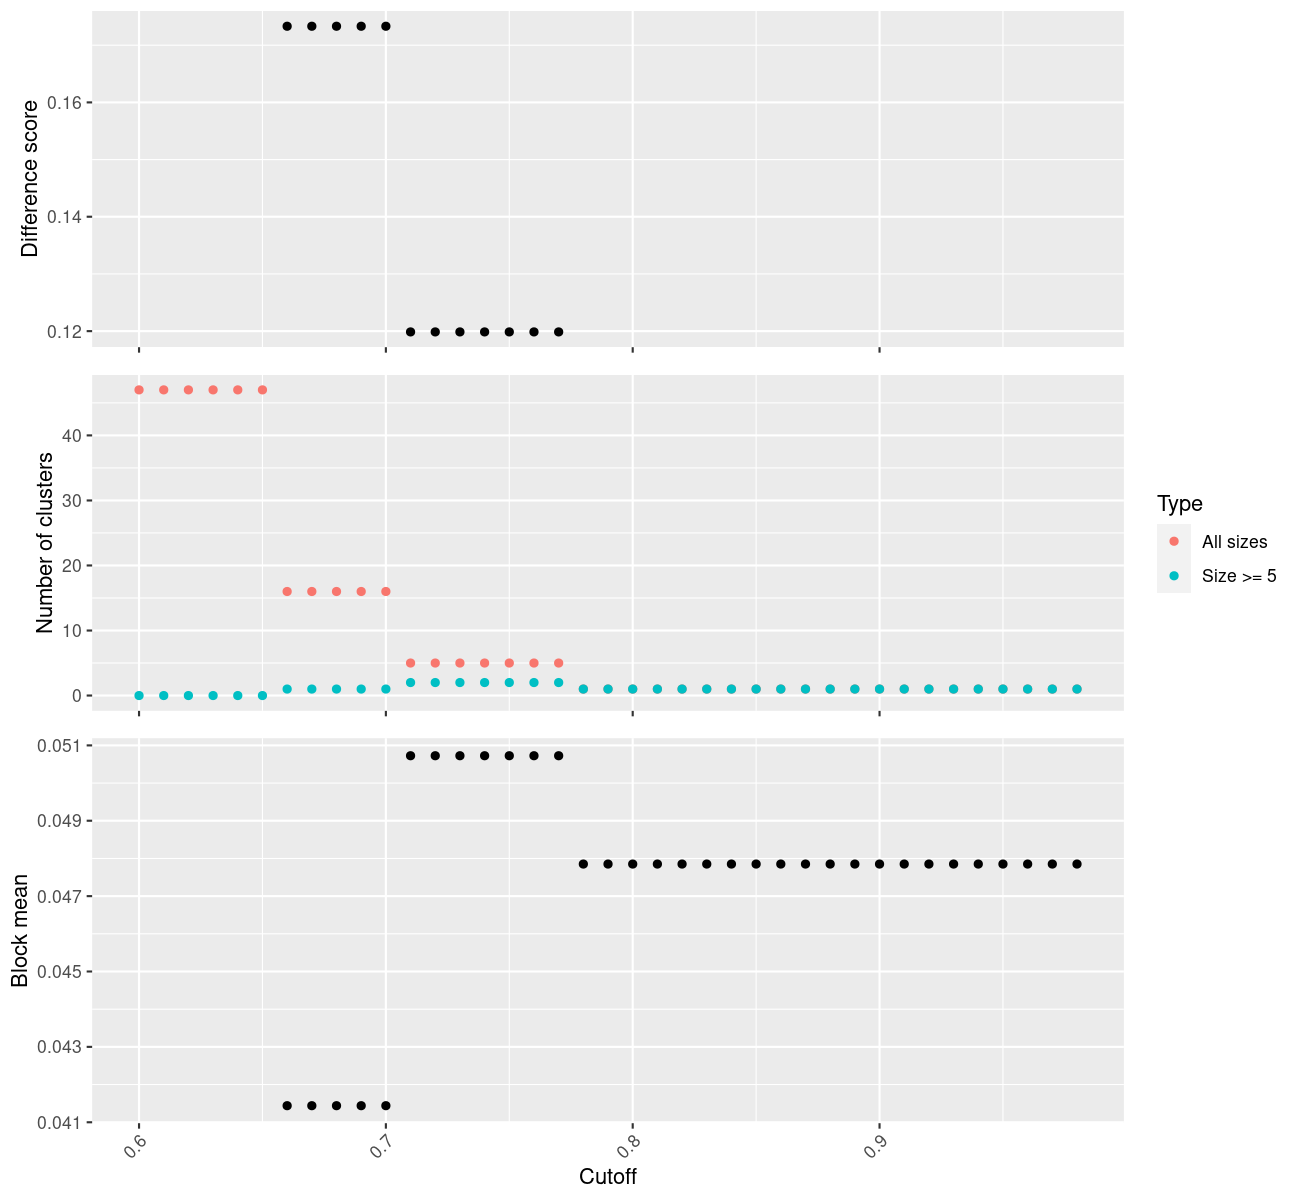 Difference score
0.16
0.14
0.12
Number of clusters
40
30
20
10
0
Type
All sizes
Size >= 5
Block mean
0.051
0.049
0.047
0.045
0.043
0.041
0.6
0.7
0.8
0.9
Cutoff